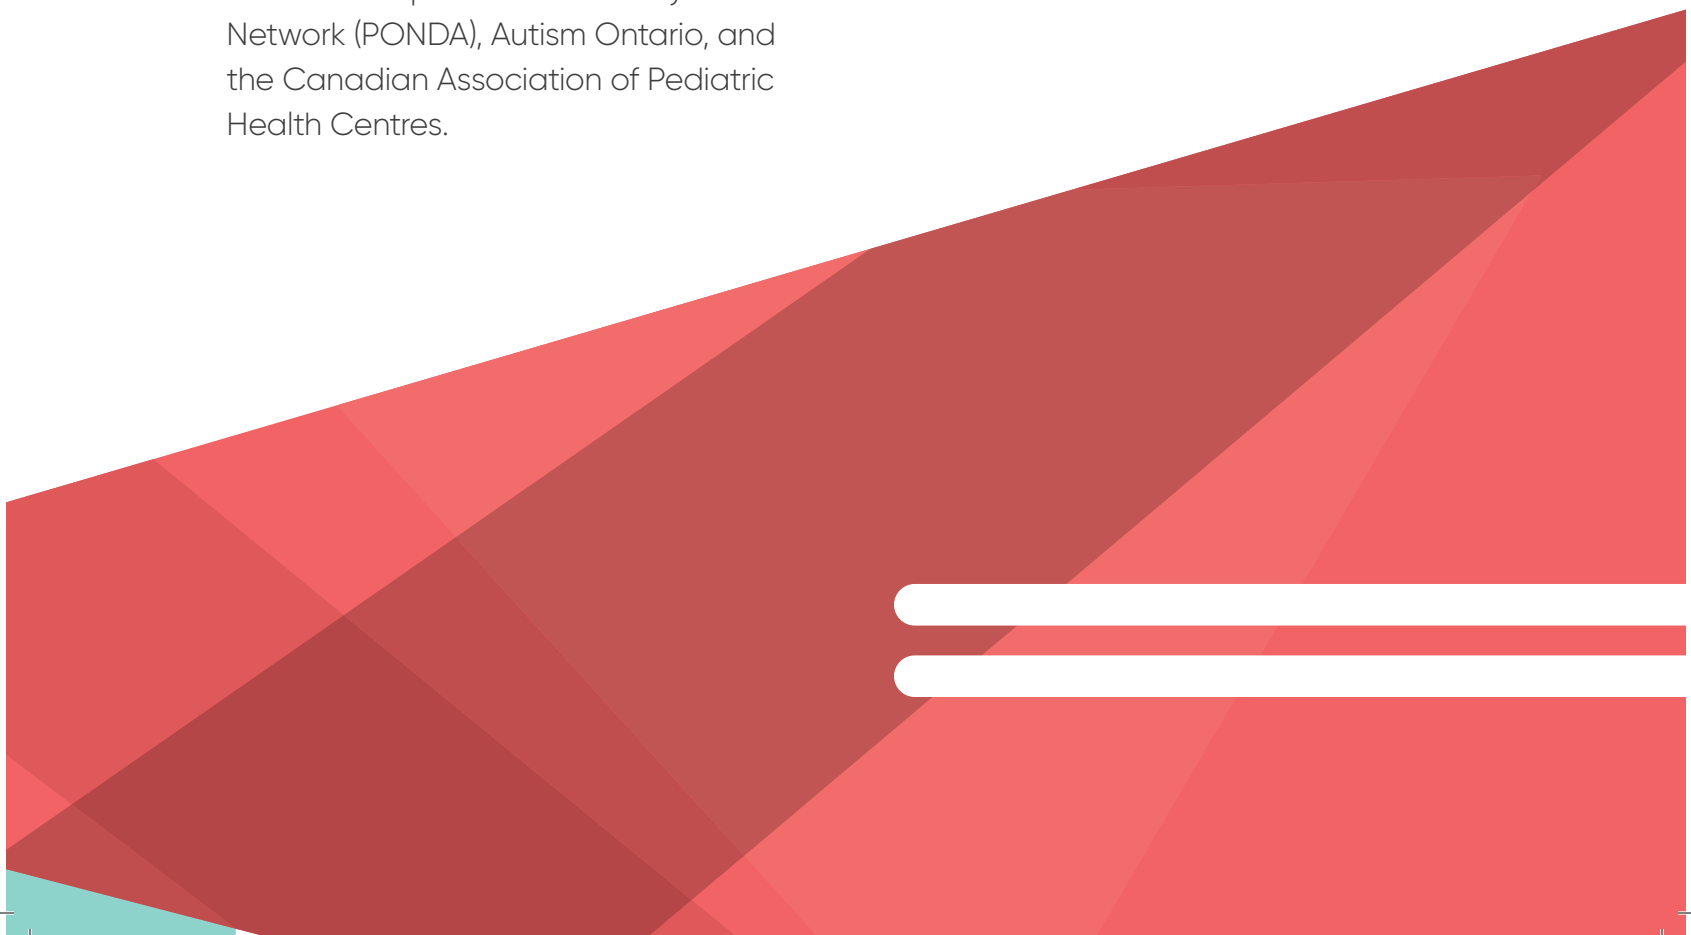 Network (PONDA), Autism Ontario, and
the Canadian Association of Pediatric
Health Centres.